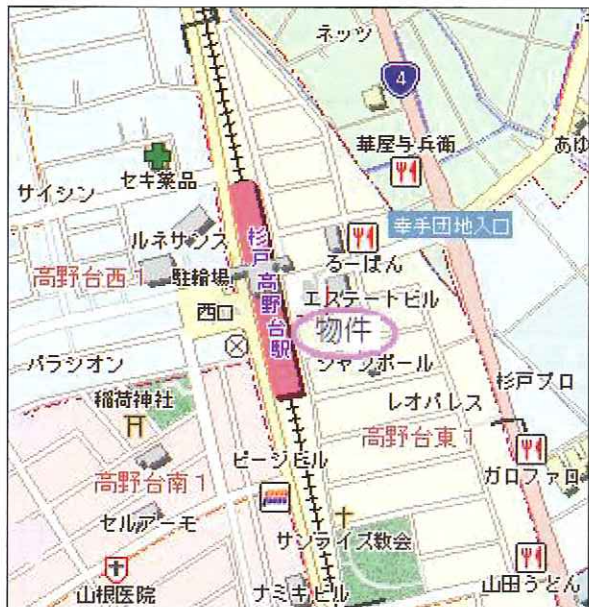 ネッツ
4
華屋与兵衛
あゆ
セキ薬品
サイシン
幸手団地入口
ルネサンス
るーぱん
高野台西1
駐輪場
杉戸高野台駅
エステートビル
西口
物件
パラシオン
シャンボール
杉戸プロ
稲荷神社
レオパレス
高野台東1
ビージビル
ガロファロ
高野台南1
セルアーモ
サンライズ教会
山根医院
ナミキビル
山田うどん